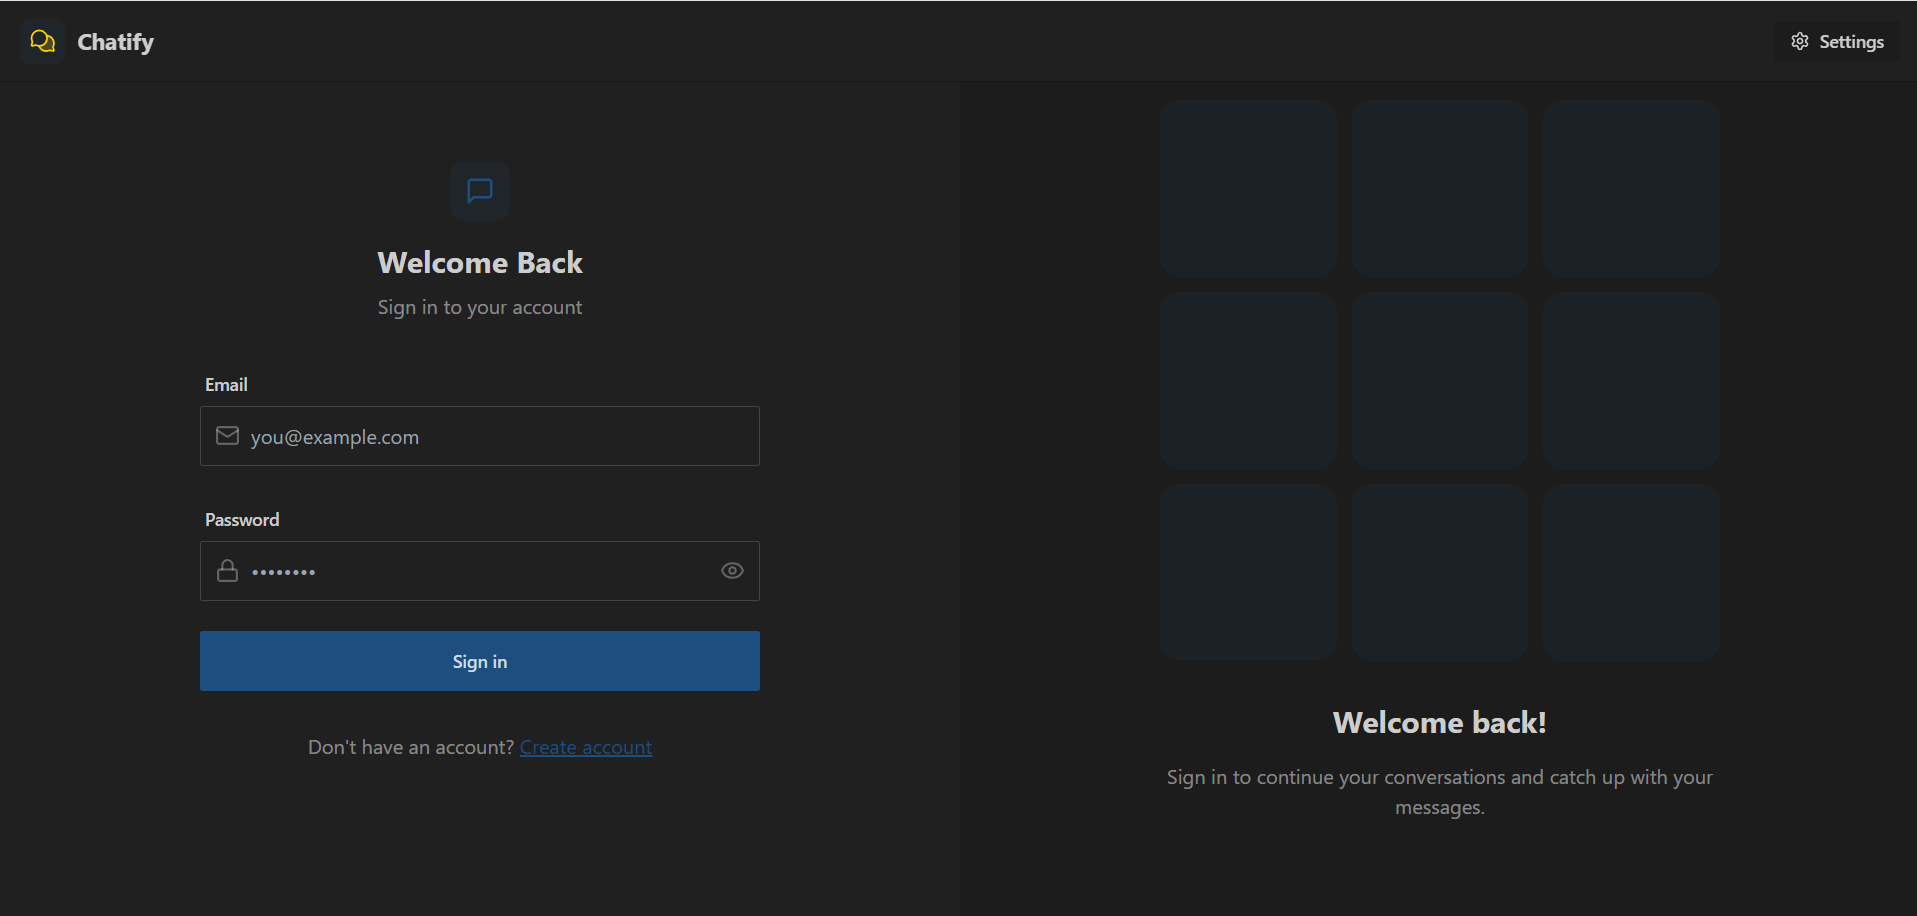 Chatify
Settings
Welcome Back
Sign in to your account
Email
you@example.com
Password
••••••••
Sign in
Don't have an account? Create account
Welcome back!
Sign in to continue your conversations and catch up with your
messages.